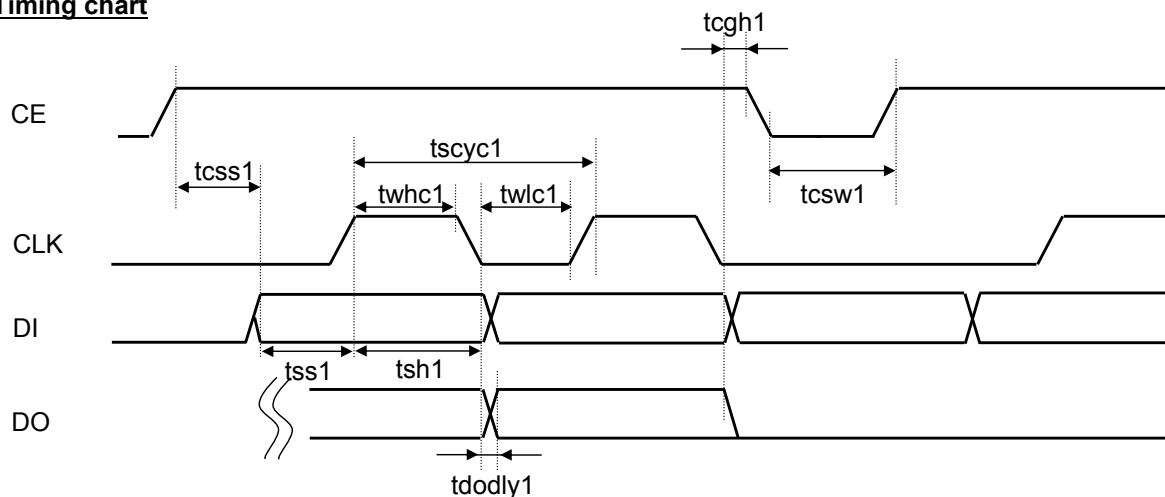 Timing chart
tcgh1
CE
tscyc1
tcss1
twhc1
twlc1
tcsw1
CLK
DI
tss1
tsh1
DO
tdodly1